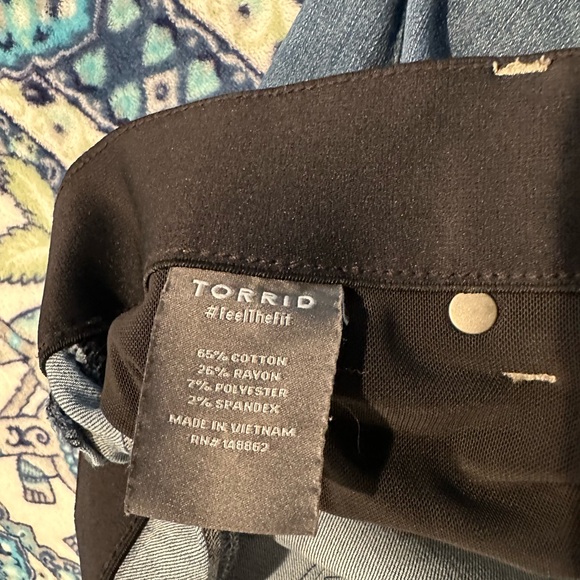 TORRID
#FeelTheFit
65% COTTON
26% RAYON
7% POLYESTER
2% SPANDEX
MADE IN VIETNAM
RN# 148862